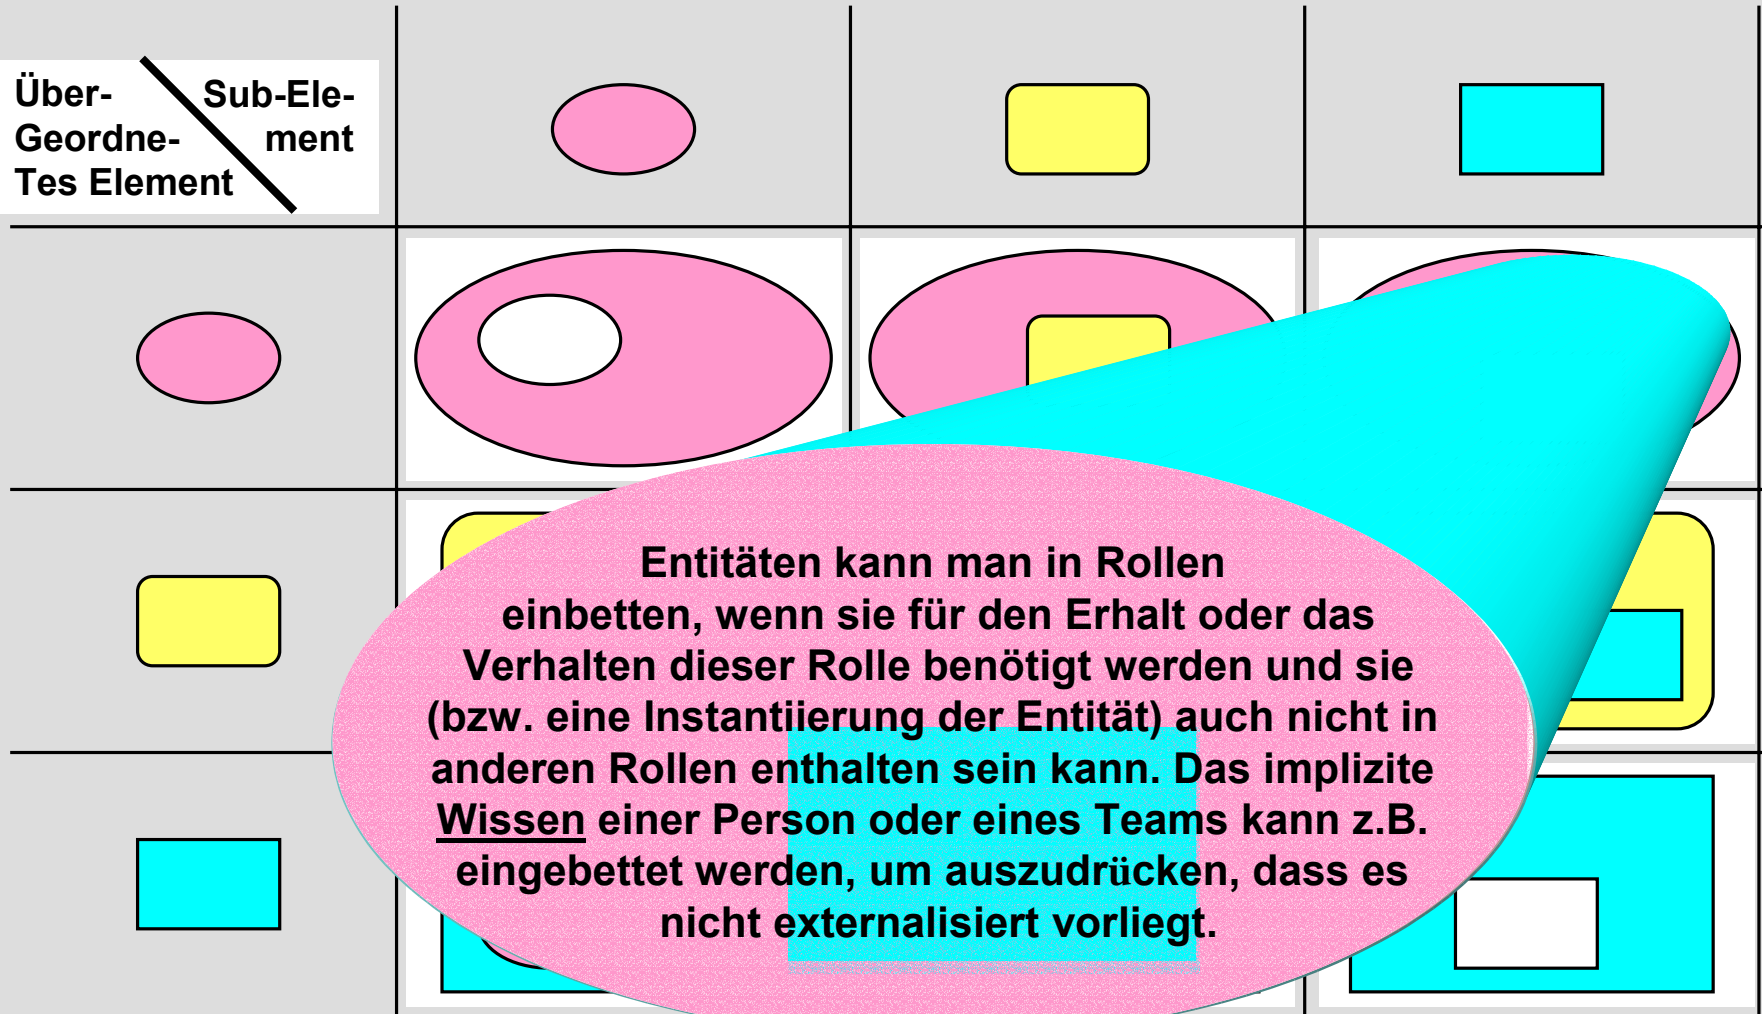 Über- Sub-Ele-
Geordne- ment
Tes Element
Entitäten kann man in Rollen
einbetten, wenn sie für den Erhalt oder das
Verhalten dieser Rolle benötigt werden und sie
(bzw. eine Instantiierung der Entität) auch nicht in
anderen Rollen enthalten sein kann. Das implizite
Wissen einer Person oder eines Teams kann z.B.
eingebettet werden, um auszudrücken, dass es
nicht externalisiert vorliegt.